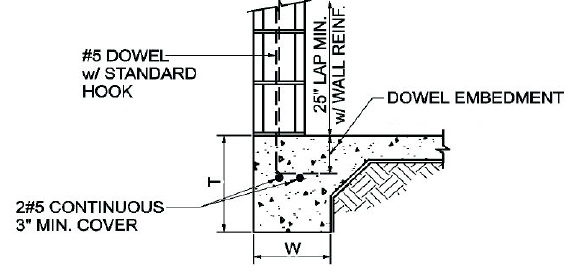 #5 DOWEL
w/ STANDARD
HOOK
25" LAP MIN.
w/ WALL REINF.
DOWEL EMBEDMENT
T
2#5 CONTINUOUS
3" MIN. COVER
W